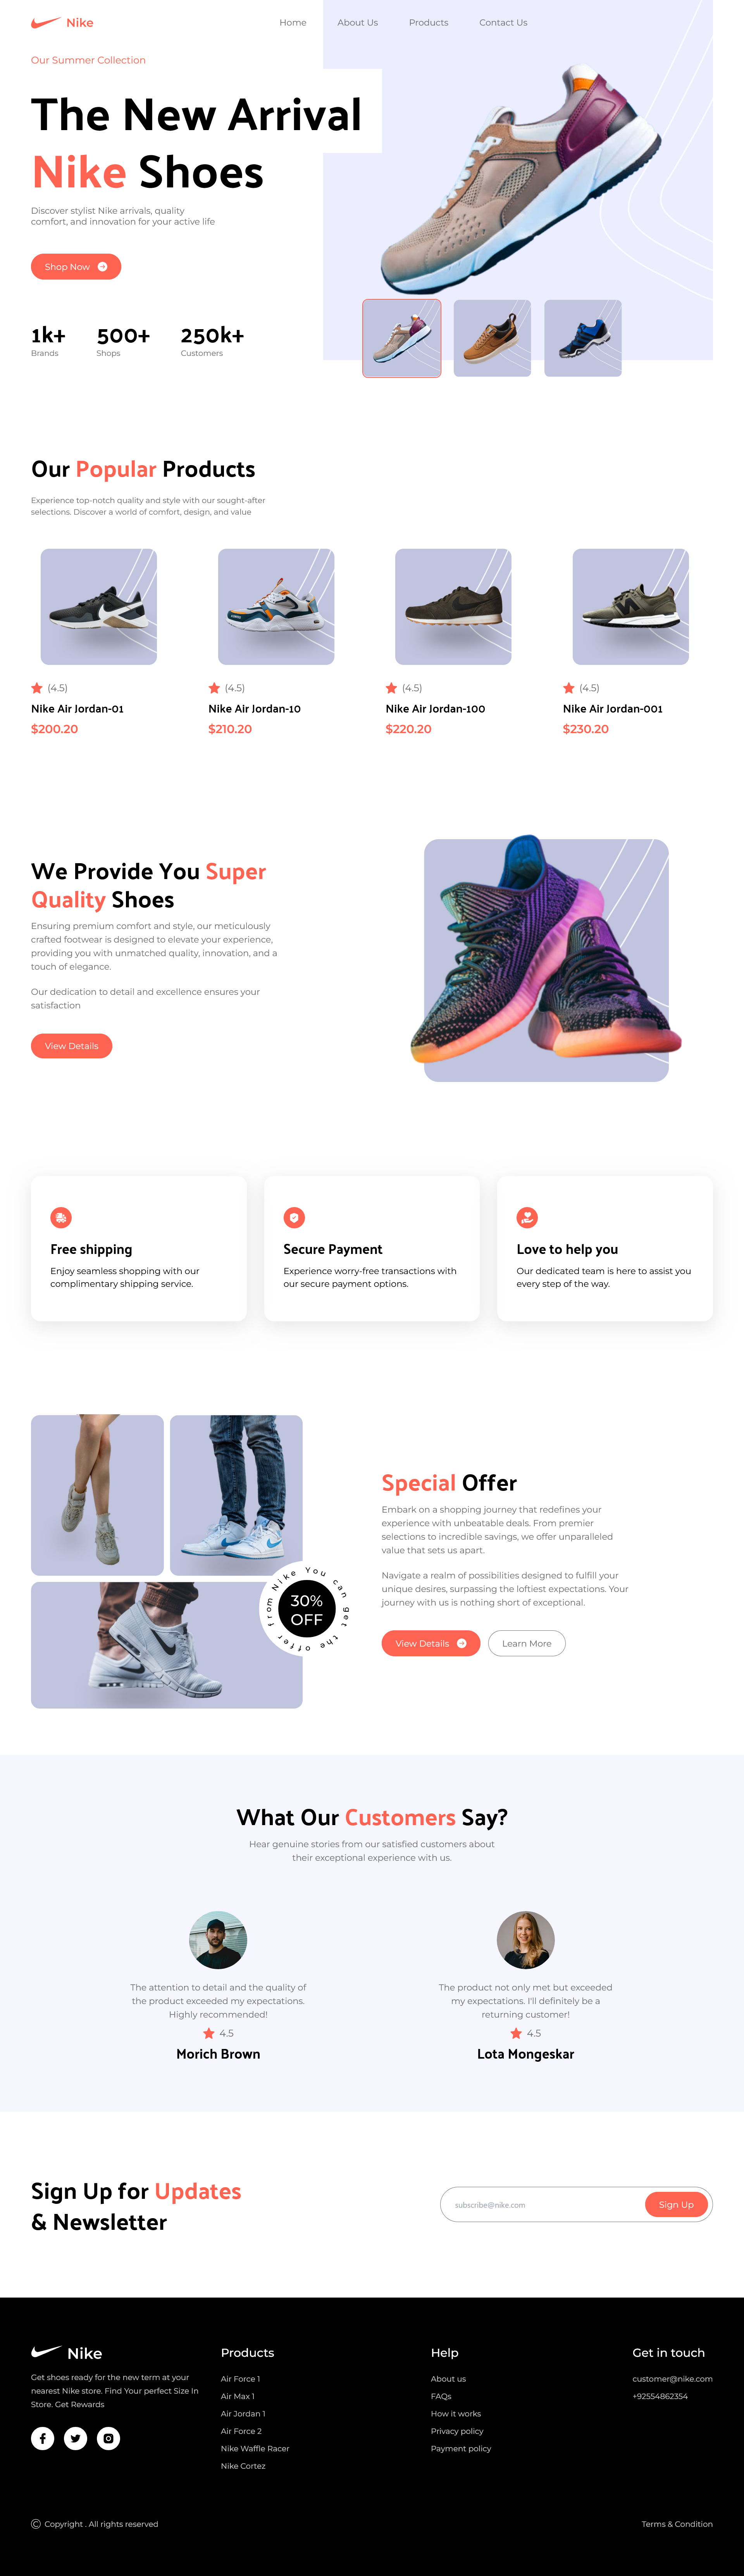 Nike
Home
About Us
Products
Contact Us
Our Summer Collection
The New Arrival
Nike Shoes
Discover stylist Nike arrivals, quality
comfort, and innovation for your active life
Shop Now
1k+
Brands
500+
Shops
250k+
Customers
Our Popular Products
Experience top-notch quality and style with our sought-after
selections. Discover a world of comfort, design, and value
(4.5)
Nike Air Jordan-01
$200.20
(4.5)
Nike Air Jordan-10
$210.20
(4.5)
Nike Air Jordan-100
$220.20
(4.5)
Nike Air Jordan-001
$230.20
We Provide You Super
Quality Shoes
Ensuring premium comfort and style, our meticulously
crafted footwear is designed to elevate your experience,
providing you with unmatched quality, innovation, and a
touch of elegance.
Our dedication to detail and excellence ensures your
satisfaction
View Details
Free shipping
Enjoy seamless shopping with our
complimentary shipping service.
Secure Payment
Experience worry-free transactions with
our secure payment options.
Love to help you
Our dedicated team is here to assist you
every step of the way.
You can get the offer from Nike
30%
OFF
Special Offer
Embark on a shopping journey that redefines your
experience with unbeatable deals. From premier
selections to incredible savings, we offer unparalleled
value that sets us apart.
Navigate a realm of possibilities designed to fulfill your
unique desires, surpassing the loftiest expectations. Your
journey with us is nothing short of exceptional.
View Details
Learn More
What Our Customers Say?
Hear genuine stories from our satisfied customers about
their exceptional experience with us.
The attention to detail and the quality of
the product exceeded my expectations.
Highly recommended!
4.5
Morich Brown
The product not only met but exceeded
my expectations. I'll definitely be a
returning customer!
4.5
Lota Mongeskar
Sign Up for Updates
& Newsletter
subscribe@nike.com
Sign Up
Nike
Get shoes ready for the new term at your
nearest Nike store. Find Your perfect Size In
Store. Get Rewards
Products
Air Force 1
Air Max 1
Air Jordan 1
Air Force 2
Nike Waffle Racer
Nike Cortez
Help
About us
FAQs
How it works
Privacy policy
Payment policy
Get in touch
customer@nike.com
+92554862354
© Copyright . All rights reserved
Terms & Condition